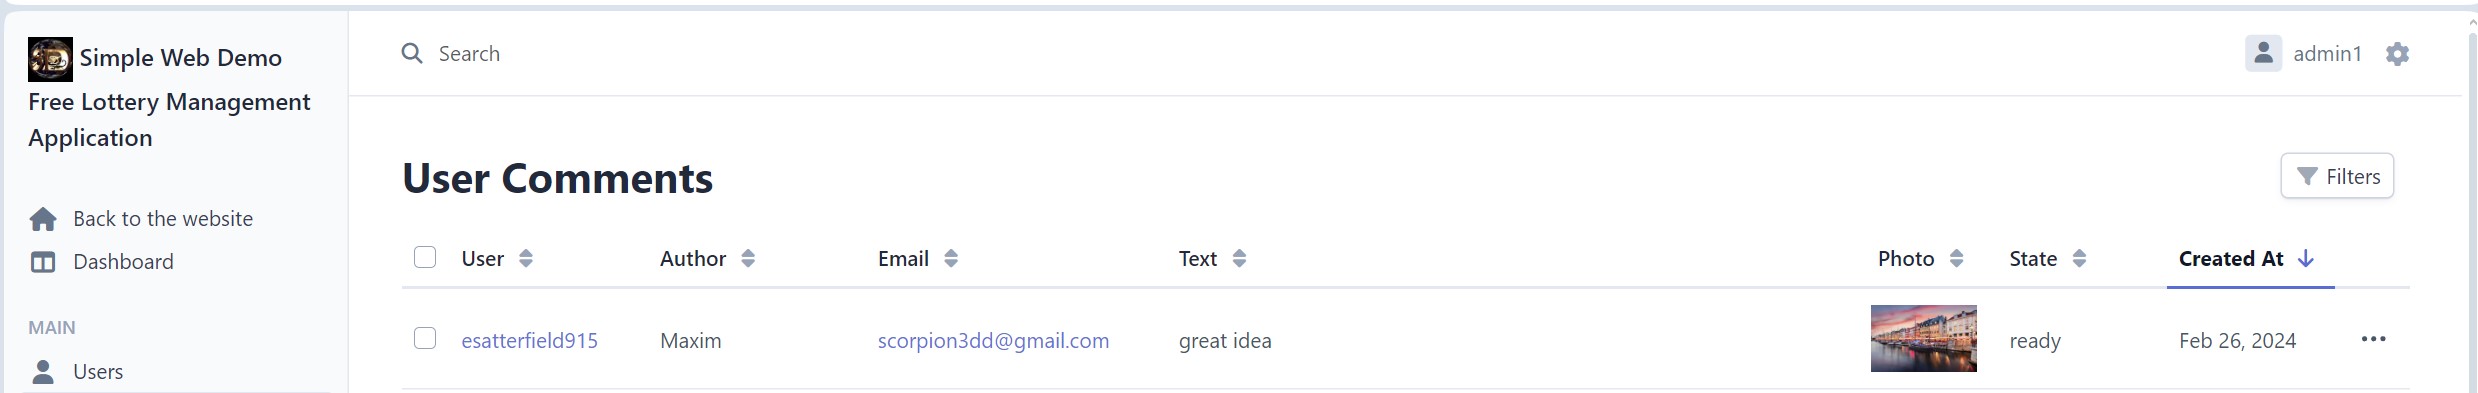 Simple Web Demo
Free Lottery Management
Application
Back to the website
Dashboard
MAIN
Users
Search
admin1
User Comments
Filters
User Author Email Text Photo State Created At
esatterfield915 Maxim scorpion3dd@gmail.com great idea ready Feb 26, 2024